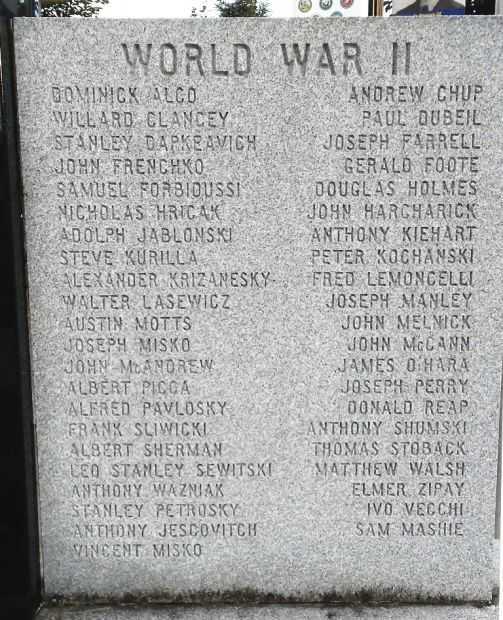 WORLD WAR II
DOMINICK ALCO
WILLARD CLANCEY
STANLEY DAPKEAVICH
JOHN FRENCHKO
SAMUEL FORBIDUSSI
NICHOLAS HRICAK
ADOLPH JABLONSKI
STEVE KURILLA
ALEXANDER KRIZANESKY
WALTER LASEWICZ
AUSTIN MOTTS
JOSEPH MISKO
JOHN McANDREW
ALBERT PICCA
ALFRED PAVLOSKY
FRANK SLIWICKI
ALBERT SHERMAN
LEO STANLEY SEWITSKI
ANTHONY WAZNIAK
STANLEY PETROSKY
ANTHONY JESCOVITCH
VINCENT MISKO
ANDREW CHUP
PAUL DUBEIL
JOSEPH FARRELL
GERALD FOOTE
DOUGLAS HOLMES
JOHN HARCHARICK
ANTHONY KIEHART
PETER KOCHANSKI
FRED LEMONCELLI
JOSEPH MANLEY
JOHN MELNICK
JOHN McCANN
JAMES O'HARA
JOSEPH PERRY
DONALD REAP
ANTHONY SHUMSKI
THOMAS STOBACK
MATTHEW WALSH
ELMER ZIPAY
IVO VECCHI
SAM MASHIE